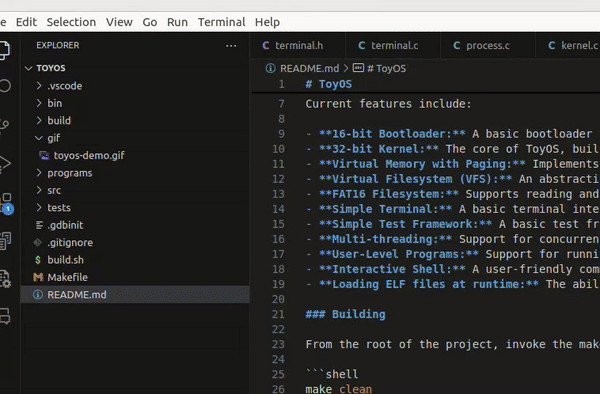 e Edit Selection View Go Run Terminal Help
EXPLORER ...
TOYOS
.vscode
bin
build
gif
toyos-demo.gif
programs
src
tests
.gdbinit
.gitignore
$ build.sh
M Makefile
README.md
1
C terminal.h C terminal.c C process.c C kernel.c
README.md > # ToyOS
1 # ToyOS
7 Current features include:
8
9 - **16-bit Bootloader:** A basic bootloader
10 - **32-bit Kernel:** The core of ToyOS, buil
11 - **Virtual Memory with Paging:** Implements
12 - **Virtual Filesystem (VFS):** An abstracti
13 - **FAT16 Filesystem:** Supports reading and
14 - **Simple Terminal:** A basic terminal inte
15 - **Simple Test Framework:** A basic test fr
16 - **Multi-threading:** Support for concurren
17 - **User-Level Programs:** Support for runni
18 - **Interactive Shell:** A user-friendly com
19 - **Loading ELF files at runtime:** The abil
20
21 ### Building
22
23 From the root of the project, invoke the mak
24
25 ```shell
26 make clean